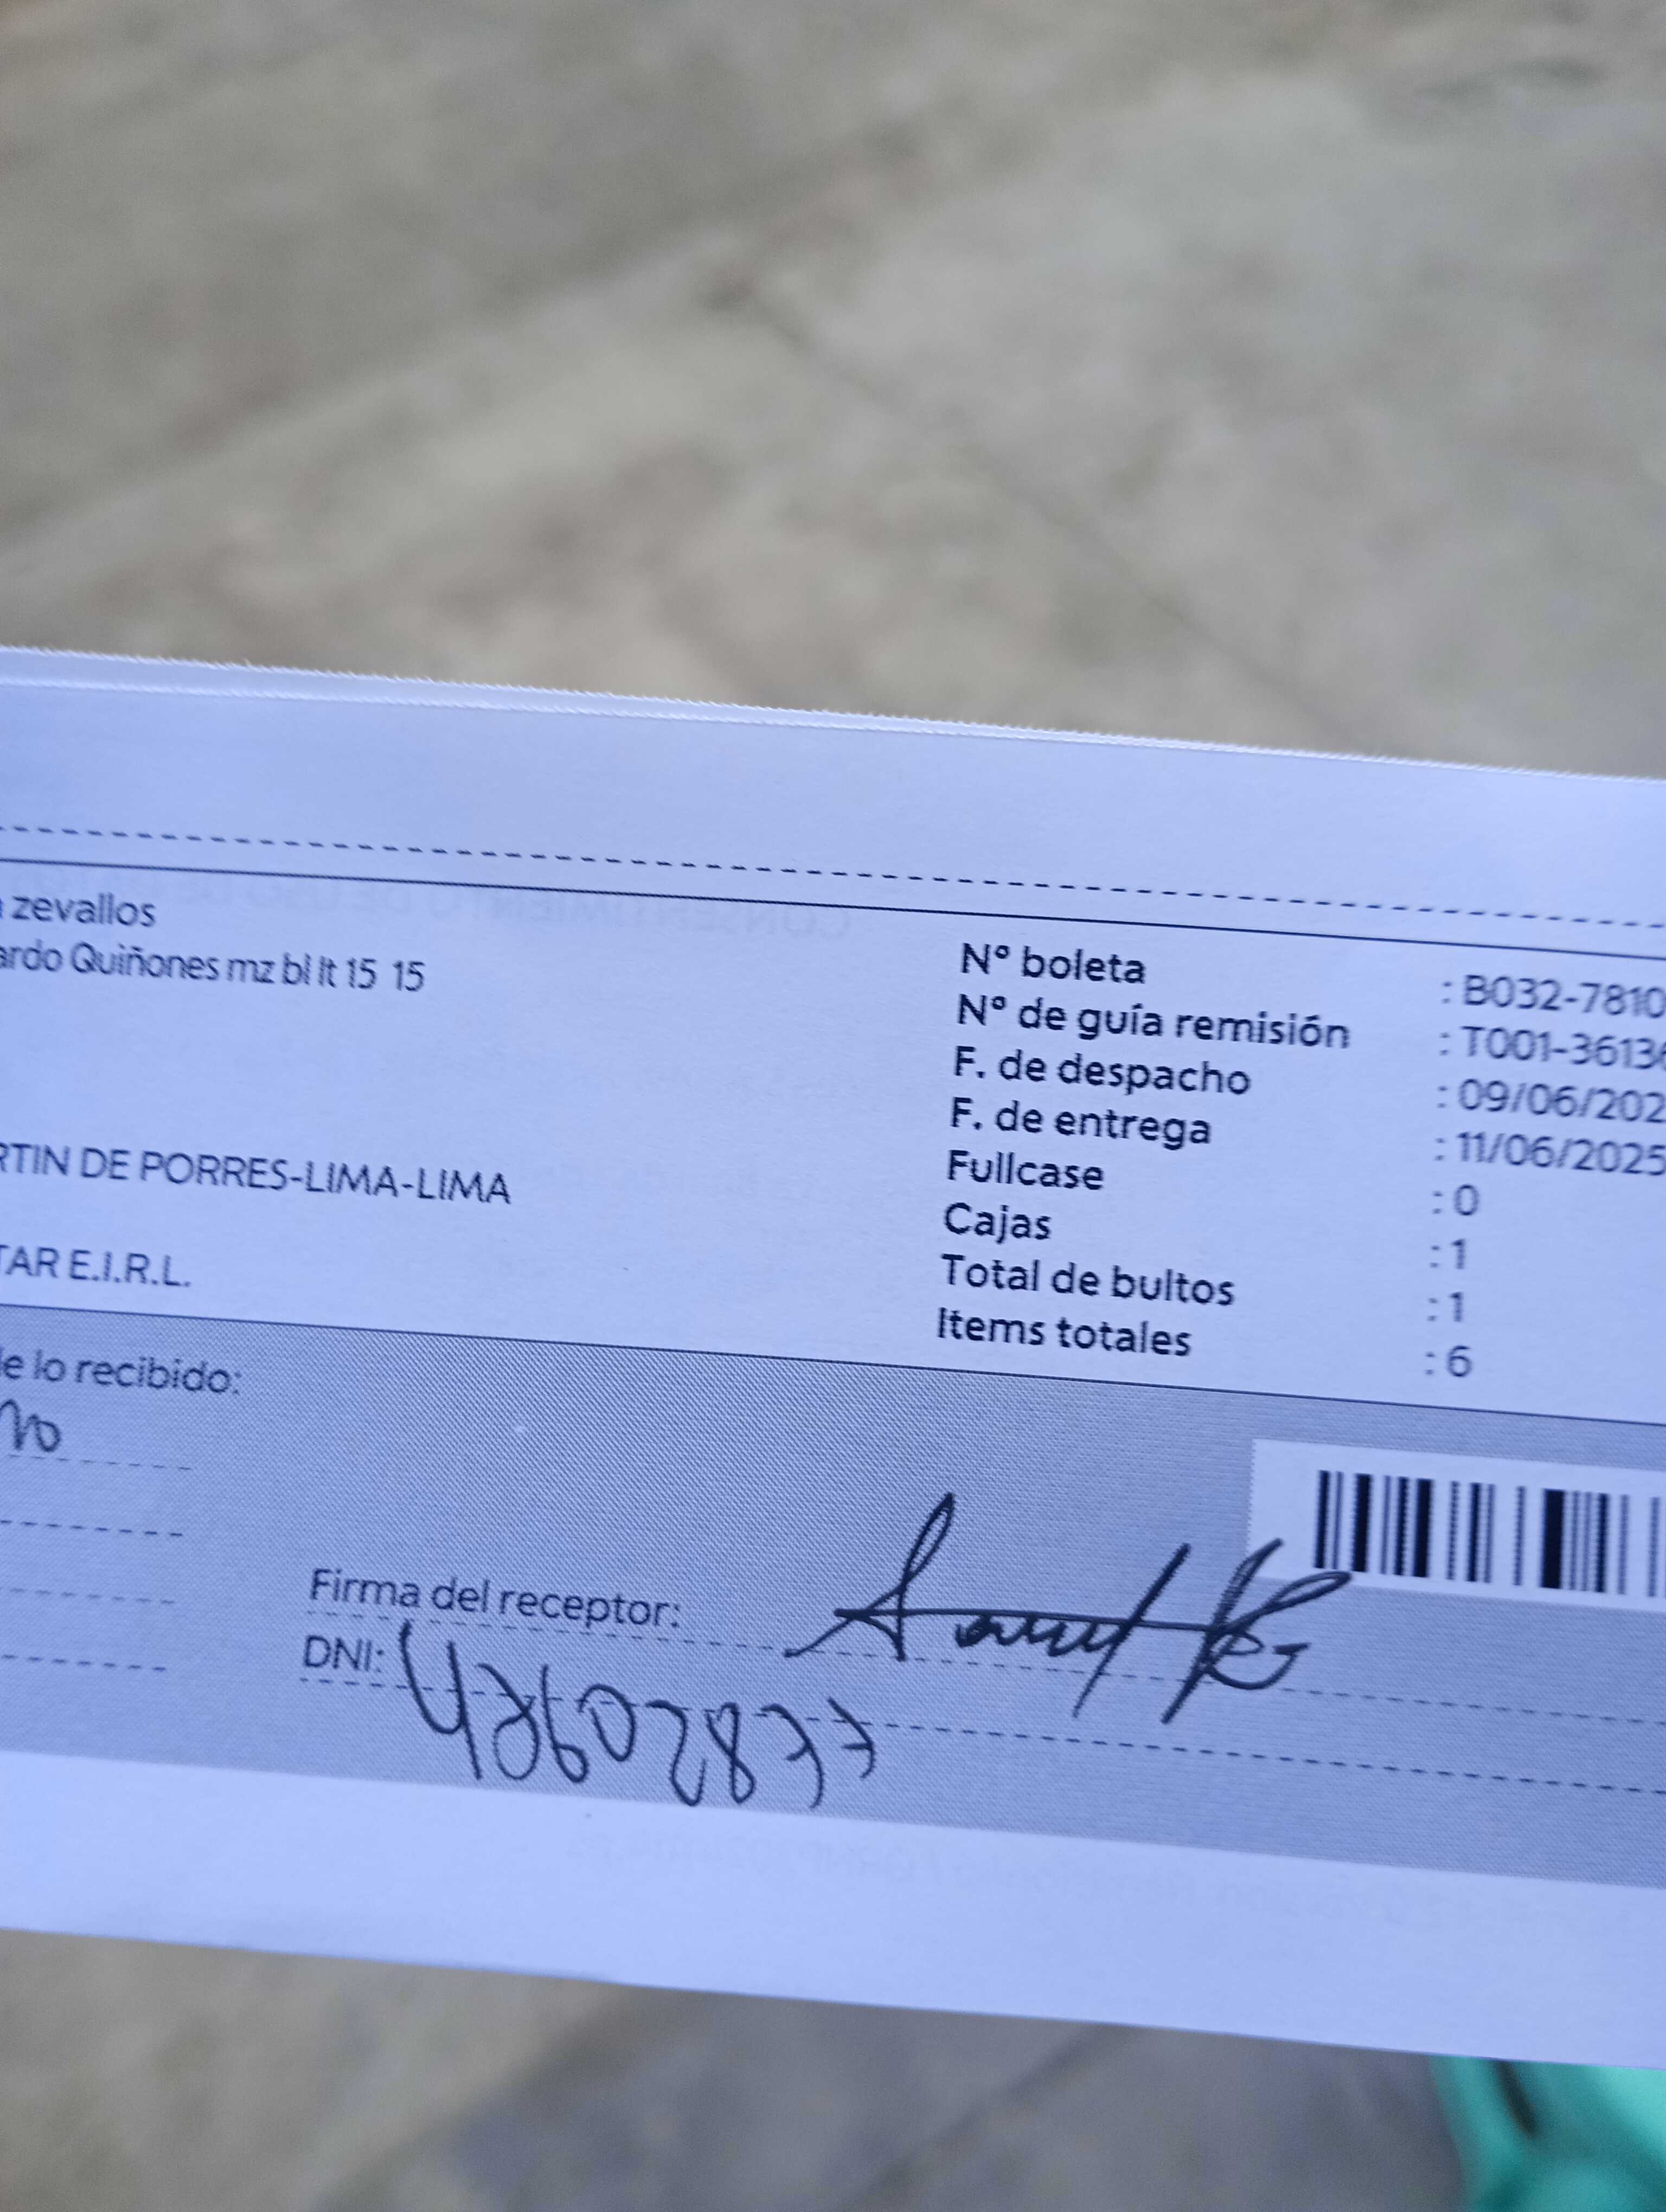 zevallos
ardo Quiñones mz bl lt 15 15
RTIN DE PORRES-LIMA-LIMA
TAR E.I.R.L.
N° boleta : B032-7810
N° de guía remisión : T001-3613
F. de despacho : 09/06/202
F. de entrega : 11/06/2025
Fullcase : 0
Cajas : 1
Total de bultos : 1
Items totales : 6
de lo recibido:
Firma del receptor:
DNI: 48602877